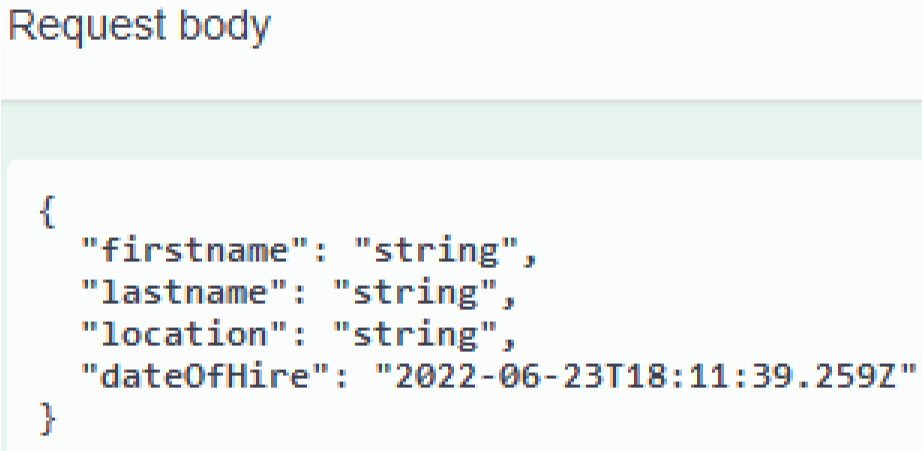 Request body
{
"firstname": "string",
"lastname": "string",
"location": "string",
"dateOfHire": "2022-06-23T18:11:39.259Z"
}